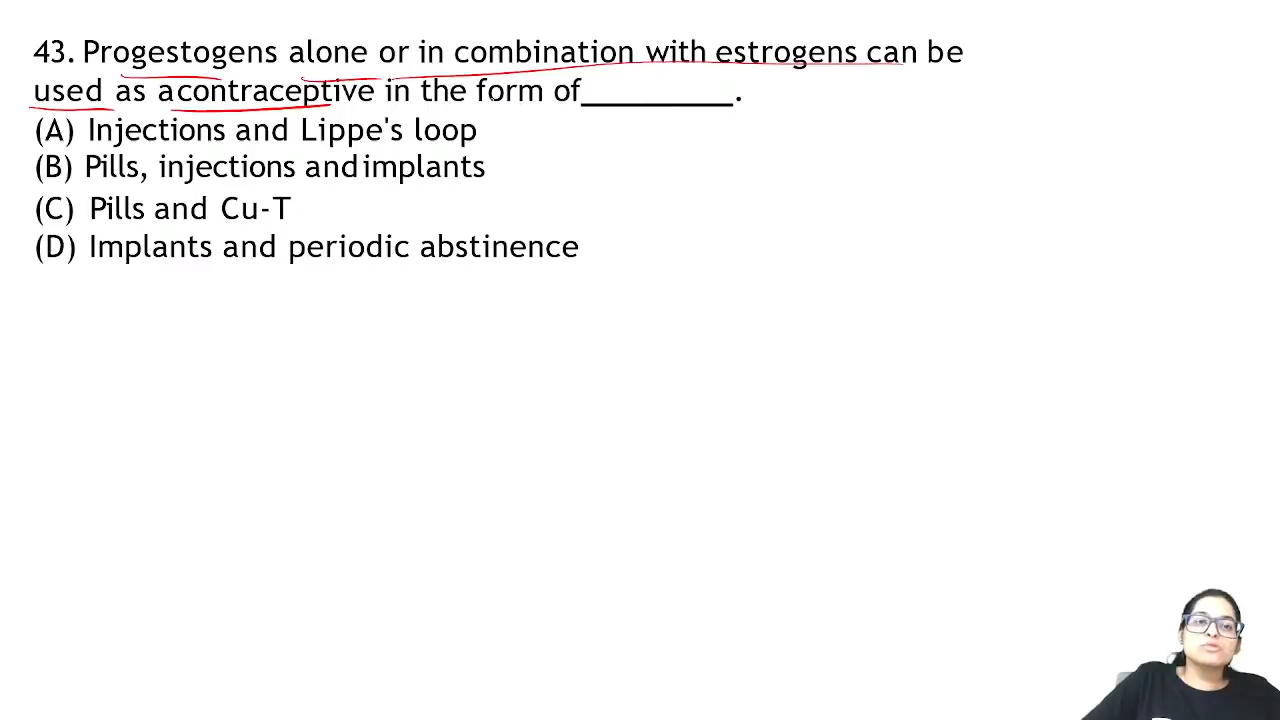 43. Progestogens alone or in combination with estrogens can be
used as acontraceptive in the form of_________.
(A) Injections and Lippe's loop
(B) Pills, injections and implants
(C) Pills and Cu-T
(D) Implants and periodic abstinence